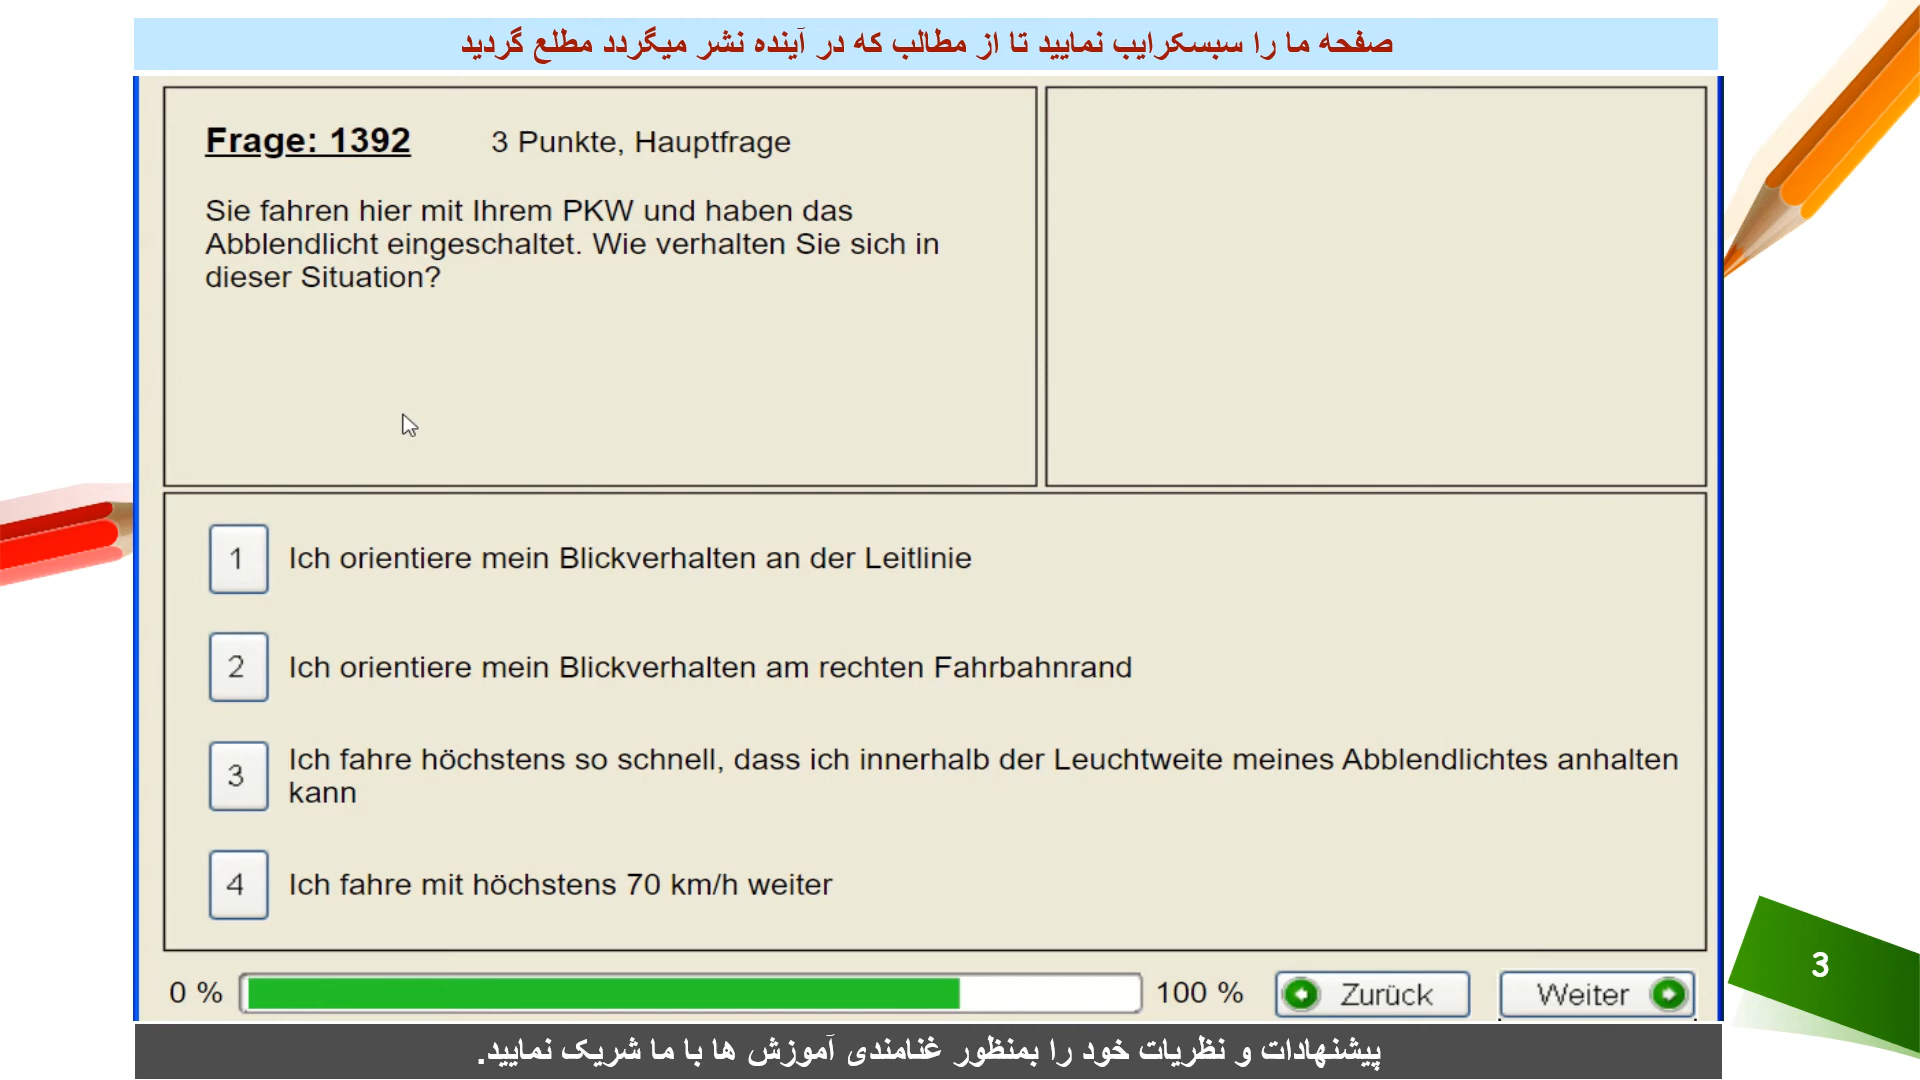 صفحه ما را سبسکرایب نمایید تا از مطالب که در آینده نشر میگردد مطلع گردید
Frage: 1392 3 Punkte, Hauptfrage
Sie fahren hier mit Ihrem PKW und haben das
Abblendlicht eingeschaltet. Wie verhalten Sie sich in
dieser Situation?
1 Ich orientiere mein Blickverhalten an der Leitlinie
2 Ich orientiere mein Blickverhalten am rechten Fahrbahnrand
3 Ich fahre höchstens so schnell, dass ich innerhalb der Leuchtweite meines Abblendlichtes anhalten
kann
4 Ich fahre mit höchstens 70 km/h weiter
0 % 100 % Zurück Weiter
3
پیشنهادات و نظریات خود را بمنظور غنامندی آموزش ها با ما شریک نمایید.